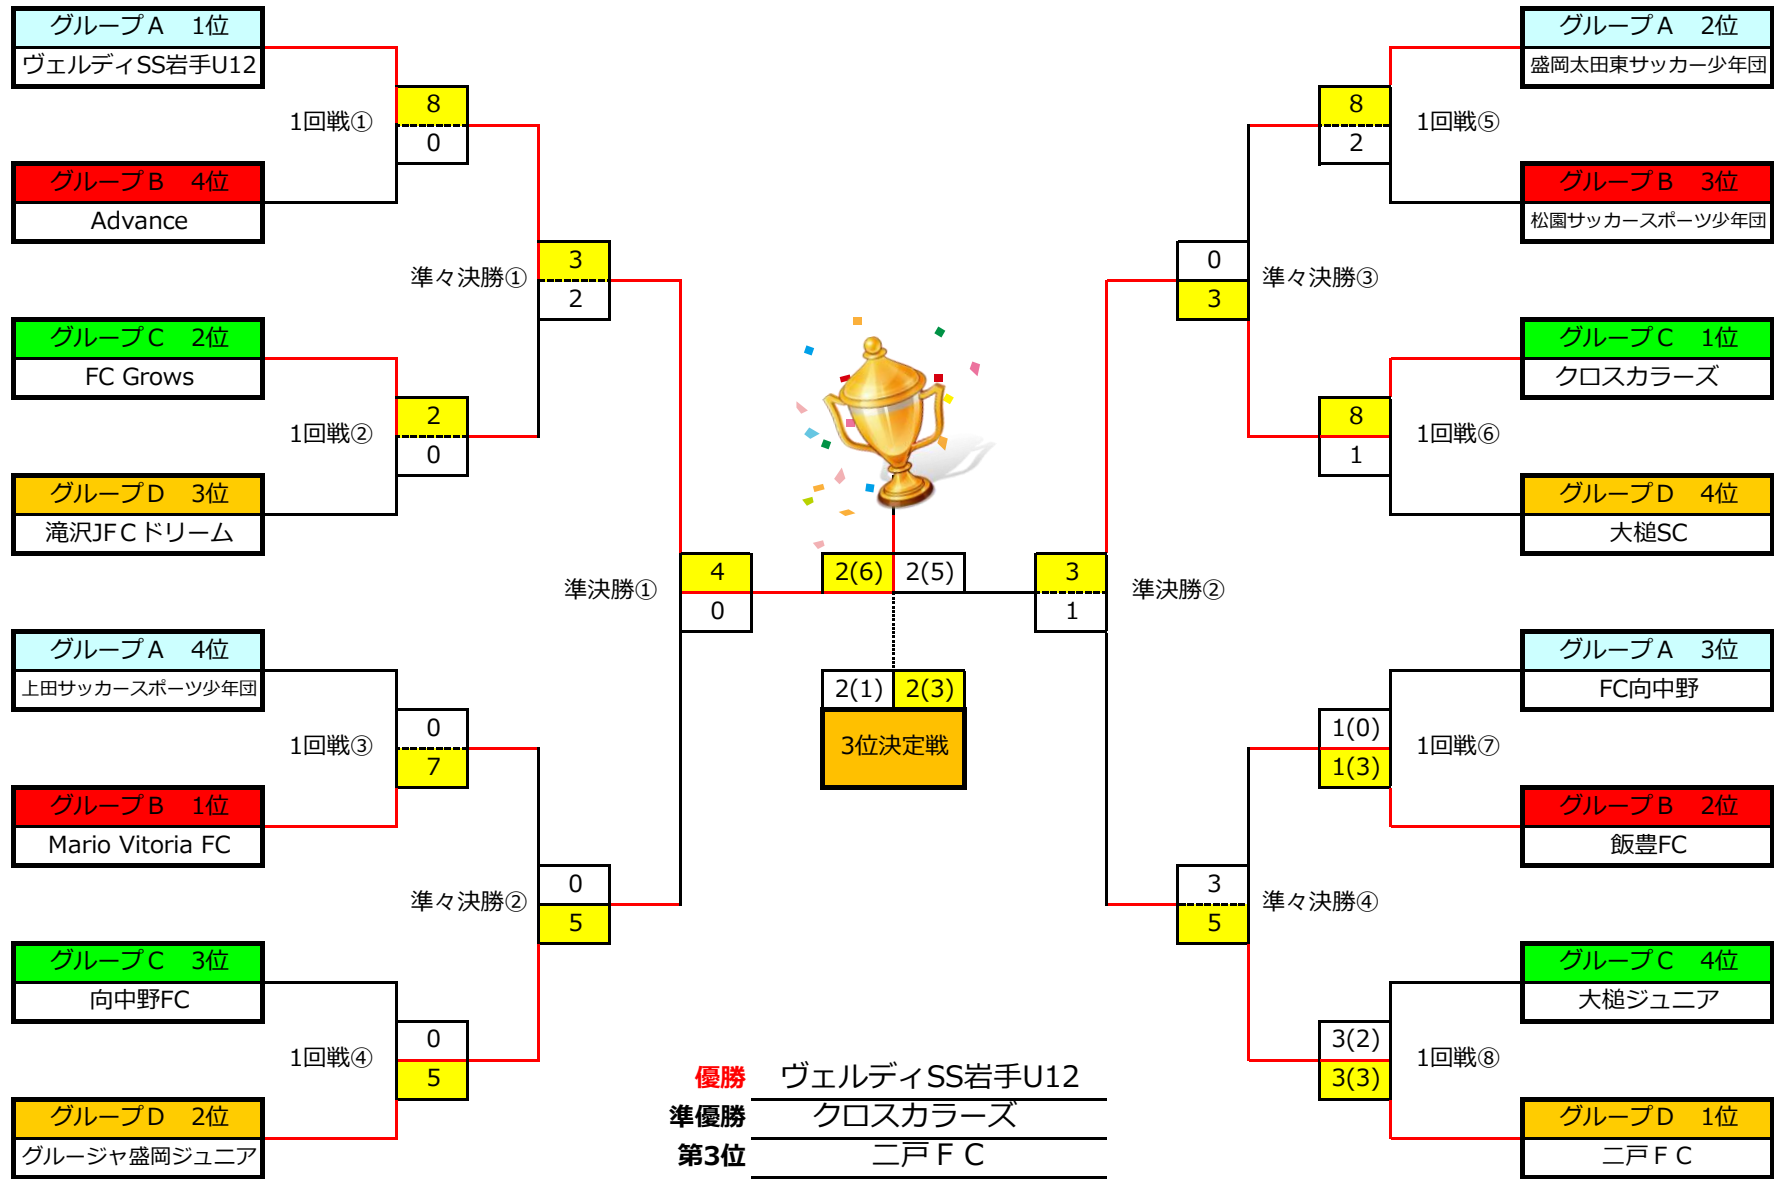 グループA　1位
ヴェルディSS岩手U12
1回戦①
8
0
グループB　4位
Advance
準々決勝①
3
2
グループC　2位
FC Grows
1回戦②
2
0
グループD　3位
滝沢JFCドリーム
準決勝①
4
0
グループA　4位
上田サッカースポーツ少年団
1回戦③
0
7
グループB　1位
Mario Vitoria FC
準々決勝②
0
5
グループC　3位
向中野FC
1回戦④
0
5
グループD　2位
グルージャ盛岡ジュニア
2(6) 2(5)
2(1) 2(3)
3位決定戦
グループA　2位
盛岡太田東サッカー少年団
8
2
1回戦⑤
グループB　3位
松園サッカースポーツ少年団
0
3
準々決勝③
グループC　1位
クロスカラーズ
8
1
1回戦⑥
グループD　4位
大槌SC
3
1
準決勝②
グループA　3位
FC向中野
1(0)
1(3)
1回戦⑦
グループB　2位
飯豊FC
3
5
準々決勝④
グループC　4位
大槌ジュニア
3(2)
3(3)
1回戦⑧
グループD　1位
二戸FC
優勝 ヴェルディSS岩手U12
準優勝 クロスカラーズ
第3位 二戸FC